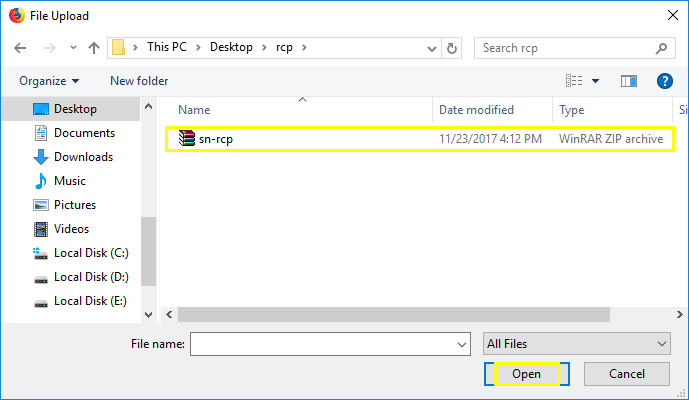 File Upload
This PC > Desktop > rcp >
Search rcp
Organize
New folder
?
Desktop
Documents
Downloads
Music
Pictures
Videos
Local Disk (C:)
Local Disk (D:)
Local Disk (E:)
Name Date modified Type Si
sn-rcp 11/23/2017 4:12 PM WinRAR ZIP archive
File name:
All Files
Open
Cancel